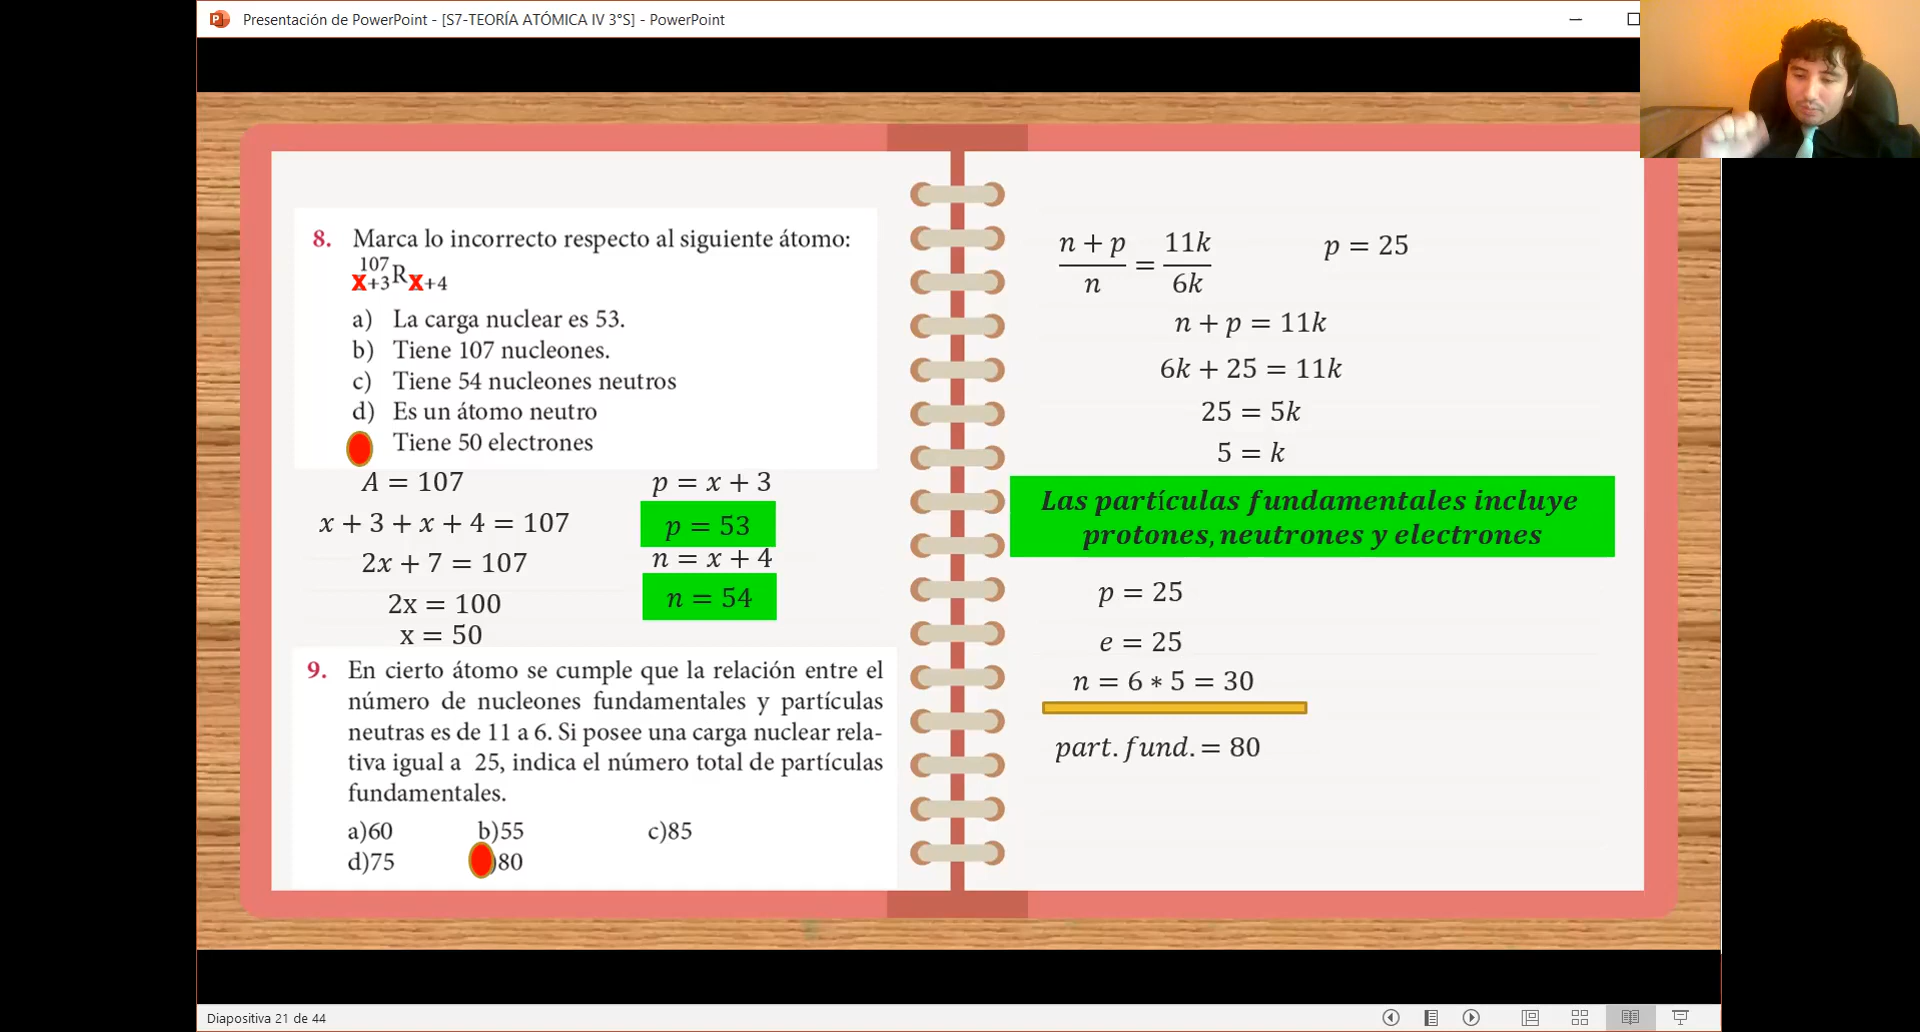 Presentación de PowerPoint - [S7-TEORÍA ATÓMICA IV 3°S] - PowerPoint
8. Marca lo incorrecto respecto al siguiente átomo:
107
x+3Rx+4
a) La carga nuclear es 53.
b) Tiene 107 nucleones.
c) Tiene 54 nucleones neutros
d) Es un átomo neutro
Tiene 50 electrones
A = 107
x + 3 + x + 4 = 107
2x + 7 = 107
2x = 100
x = 50
p = x + 3
p = 53
n = x + 4
n = 54
9. En cierto átomo se cumple que la relación entre el
número de nucleones fundamentales y partículas
neutras es de 11 a 6. Si posee una carga nuclear rela-
tiva igual a 25, indica el número total de partículas
fundamentales.
a)60 b)55 c)85
d)75 )80
n + p / n = 11k / 6k p = 25
n + p = 11k
6k + 25 = 11k
25 = 5k
5 = k
Las partículas fundamentales incluye
protones, neutrones y electrones
p = 25
e = 25
n = 6 * 5 = 30
part. fund. = 80
Diapositiva 21 de 44